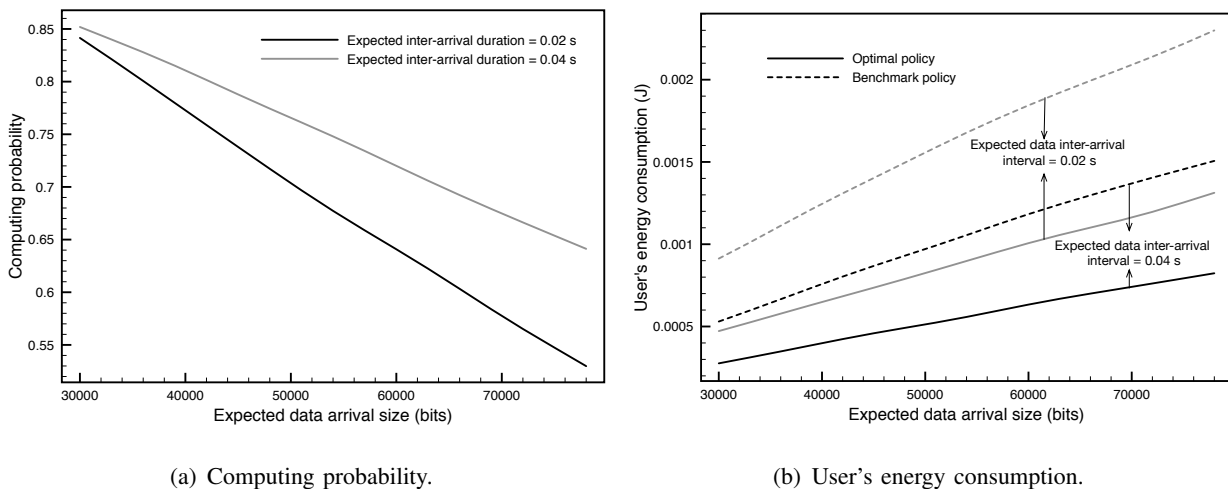 Computing probability
0.85
0.8
0.75
0.7
0.65
0.6
0.55
30000
40000
50000
60000
70000
Expected data arrival size (bits)
Expected inter-arrival duration = 0.02 s
Expected inter-arrival duration = 0.04 s
(a) Computing probability.
User's energy consumption (J)
0.002
0.0015
0.001
0.0005
30000
40000
50000
60000
70000
Expected data arrival size (bits)
Optimal policy
Benchmark policy
Expected data inter-arrival
interval = 0.02 s
Expected data inter-arrival
interval = 0.04 s
(b) User's energy consumption.